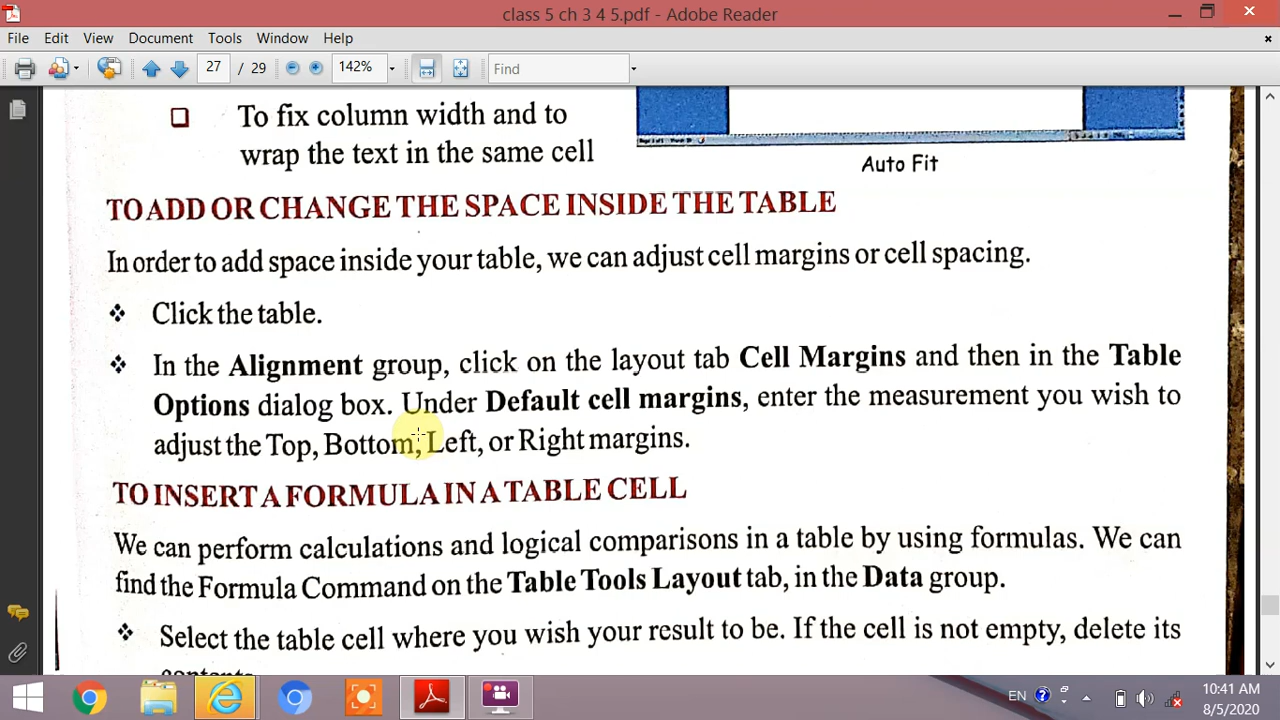 class 5 ch 3 4 5.pdf - Adobe Reader
File Edit View Document Tools Window Help
27 / 29 142% Find
To fix column width and to
wrap the text in the same cell
Auto Fit
TO ADD OR CHANGE THE SPACE INSIDE THE TABLE
In order to add space inside your table, we can adjust cell margins or cell spacing.
❖ Click the table.
❖ In the Alignment group, click on the layout tab Cell Margins and then in the Table
Options dialog box. Under Default cell margins, enter the measurement you wish to
adjust the Top, Bottom, Left, or Right margins.
TO INSERT A FORMULA IN A TABLE CELL
We can perform calculations and logical comparisons in a table by using formulas. We can
find the Formula Command on the Table Tools Layout tab, in the Data group.
❖ Select the table cell where you wish your result to be. If the cell is not empty, delete its
EN 10:41 AM
8/5/2020